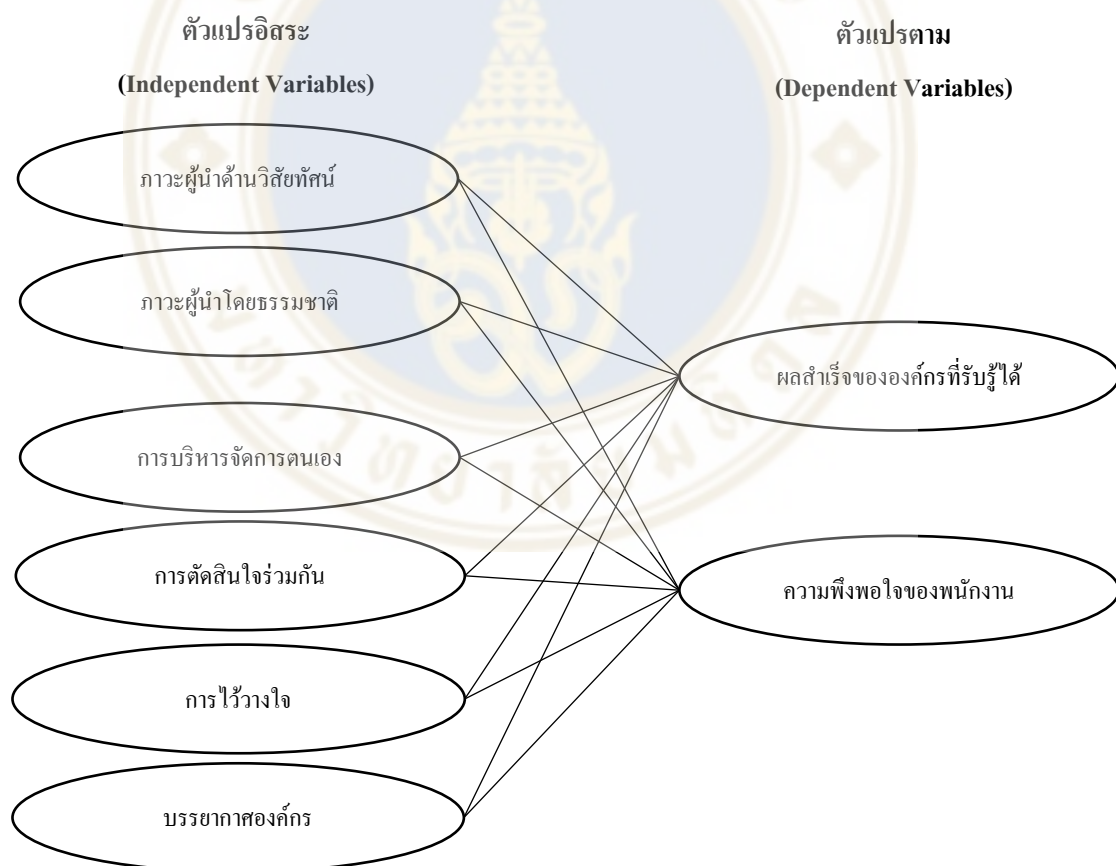 ตัวแปรอิสระ
(Independent Variables)
ตัวแปรตาม
(Dependent Variables)
ภาวะผู้นำด้านวิสัยทัศน์
ภาวะผู้นำโดยธรรมชาติ
การบริหารจัดการตนเอง
การตัดสินใจร่วมกัน
การไว้วางใจ
บรรยากาศองค์กร
ผลสำเร็จขององค์กรที่รับรู้ได้
ความพึงพอใจของพนักงาน